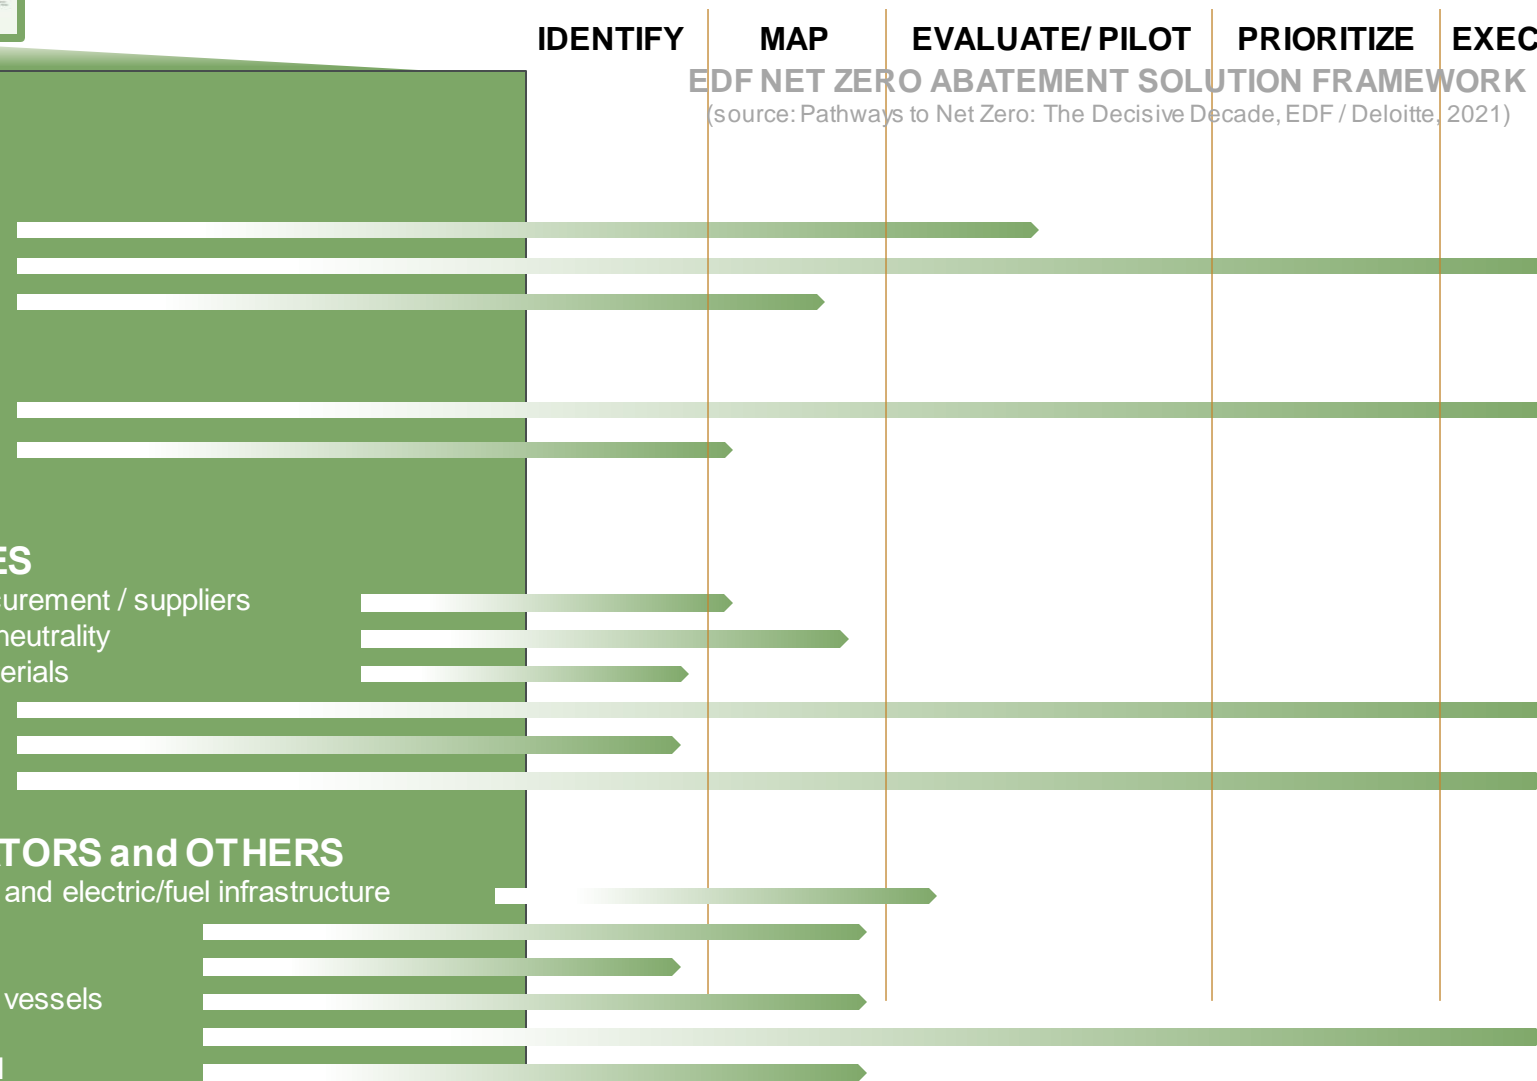 IDENTIFY MAP EVALUATE/ PILOT PRIORITIZE EXEC
EDF NET ZERO ABATEMENT SOLUTION FRAMEWORK
(source: Pathways to Net Zero: The Decisive Decade, EDF / Deloitte, 2021)
ES
curement / suppliers
neutrality
erials
TORS and OTHERS
and electric/fuel infrastructure
vessels